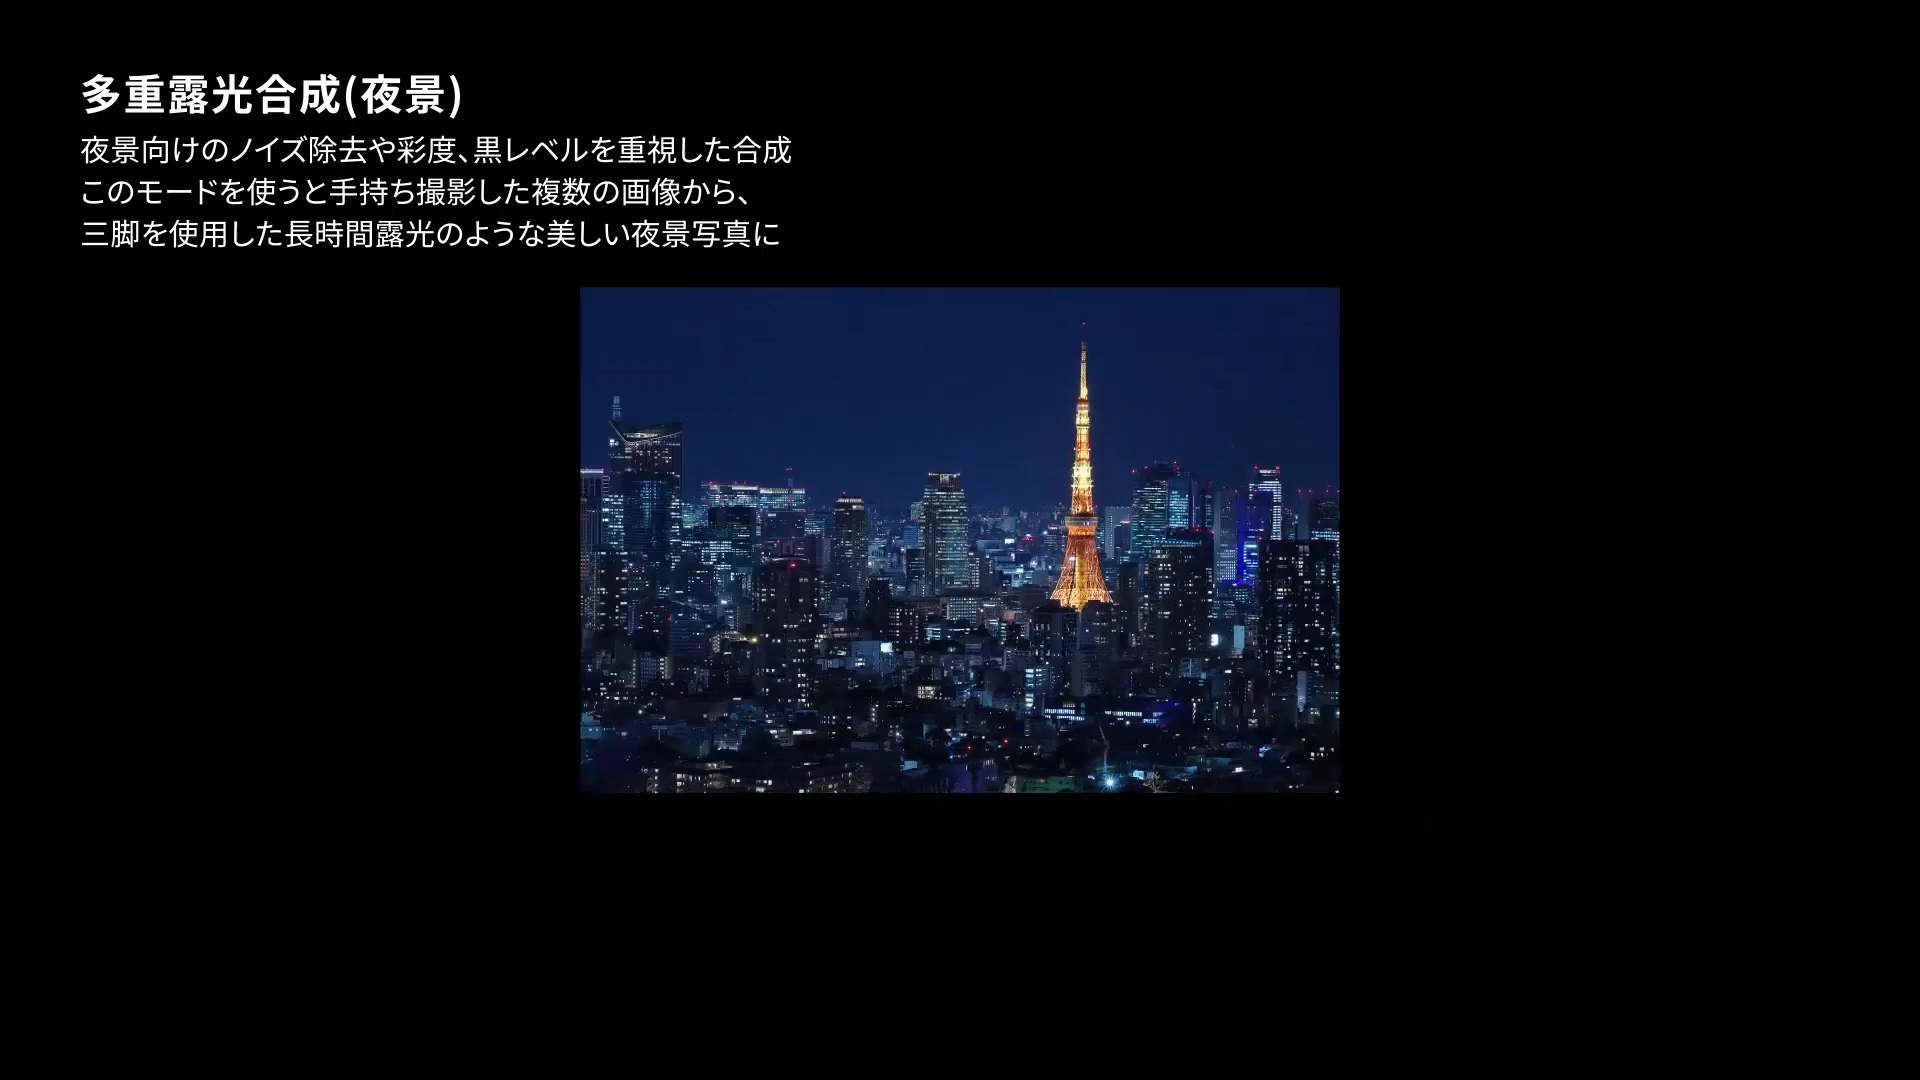 多重露光合成(夜景)
夜景向けのノイズ除去や彩度、黒レベルを重視した合成
このモードを使うと手持ち撮影した複数の画像から、
三脚を使用した長時間露光のような美しい夜景写真に